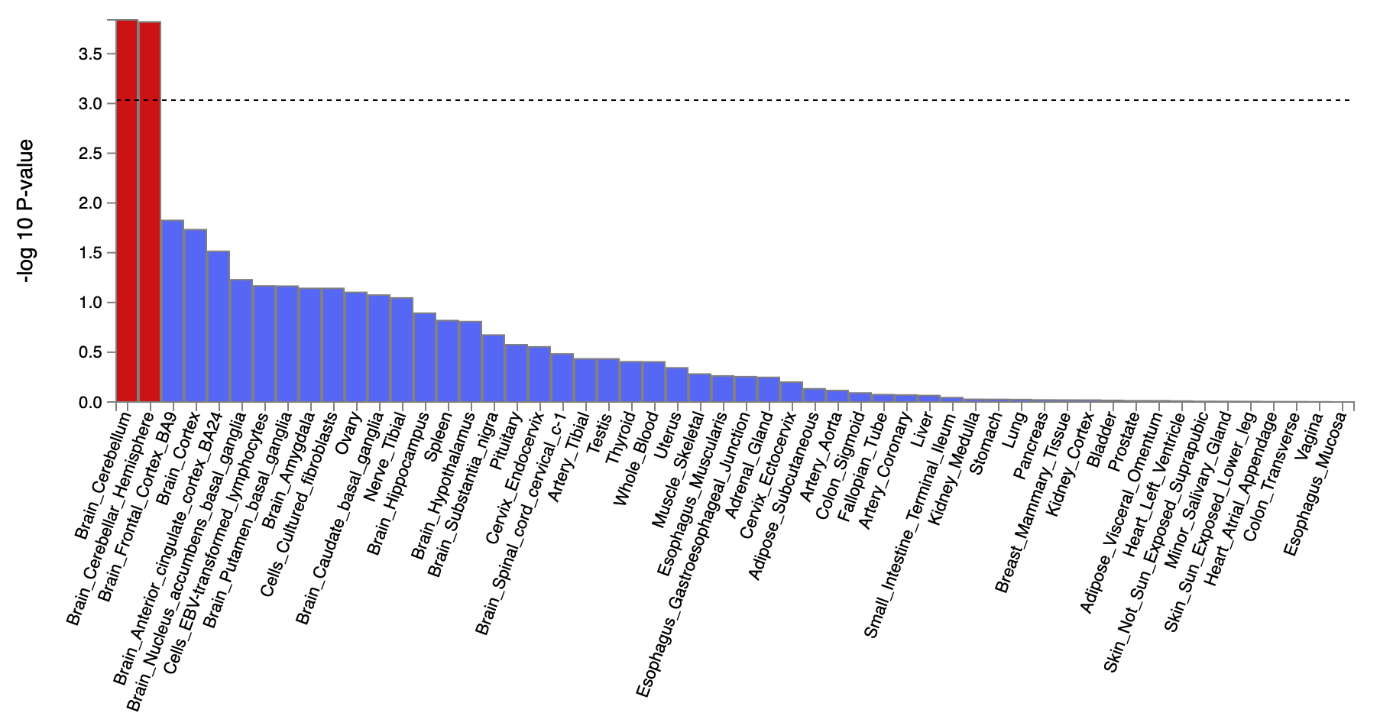 -log 10 P-value
3.5
3.0
2.5
2.0
1.5
1.0
0.5
0.0
Brain_Cerebellum
Brain_Cerebellar_Hemisphere
Brain_Frontal_Cortex_BA9
Brain_Cortex
Brain_Anterior_cingulate_cortex_BA24
Brain_Nucleus_accumbens_basal_ganglia
Cells_EBV-transformed_lymphocytes
Brain_Putamen_basal_ganglia
Brain_Amygdala
Cells_Cultured_fibroblasts
Ovary
Brain_Caudate_basal_ganglia
Nerve_Tibial
Brain_Hippocampus
Spleen
Brain_Hypothalamus
Brain_Substantia_nigra
Pituitary
Cervix_Endocervix
Brain_Spinal_cord_cervical_c-1
Artery_Tibial
Testis
Thyroid
Whole_Blood
Uterus
Muscle_Skeletal
Esophagus_Muscularis
Esophagus_Gastroesophageal_Junction
Adrenal_Gland
Cervix_Ectocervix
Adipose_Subcutaneous
Artery_Aorta
Colon_Sigmoid
Fallopian_Tube
Artery_Coronary
Liver
Small_Intestine_Terminal_Ileum
Kidney_Medulla
Stomach
Lung
Pancreas
Breast_Mammary_Tissue
Kidney_Cortex
Bladder
Prostate
Adipose_Visceral_Omentum
Heart_Left_Ventricle
Skin_Not_Sun_Exposed_Suprapubic
Minor_Salivary_Gland
Skin_Sun_Exposed_Lower_leg
Heart_Atrial_Appendage
Colon_Transverse
Vagina
Esophagus_Mucosa